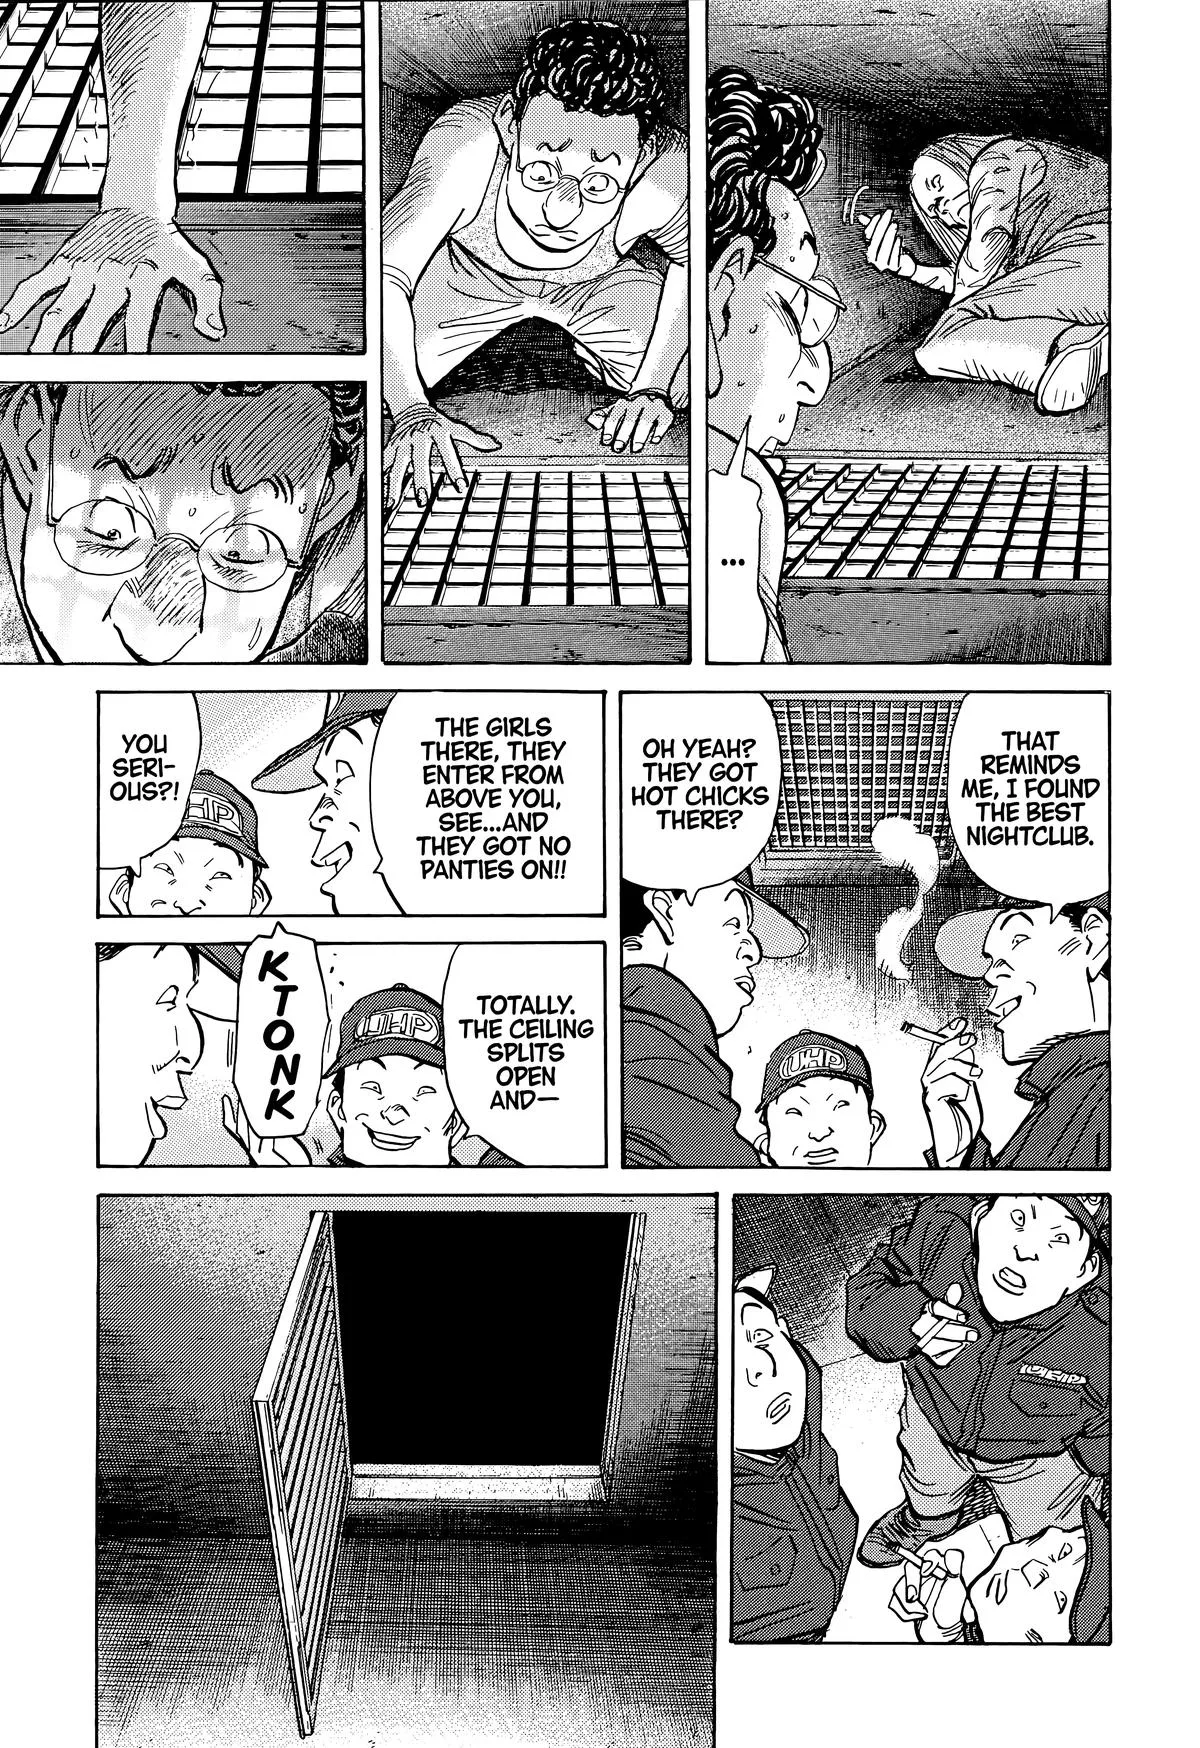 ...
THAT
REMINDS
ME, I FOUND
THE BEST
NIGHTCLUB.
OH YEAH?
THEY GOT
HOT CHICKS
THERE?
UHP
THE GIRLS
THERE, THEY
ENTER FROM
ABOVE YOU,
SEE...AND
THEY GOT NO
PANTIES ON!!
YOU
SERI-
OUS?!
UHP
TOTALLY.
THE CEILING
SPLITS
OPEN
AND—
UHP
KTONK